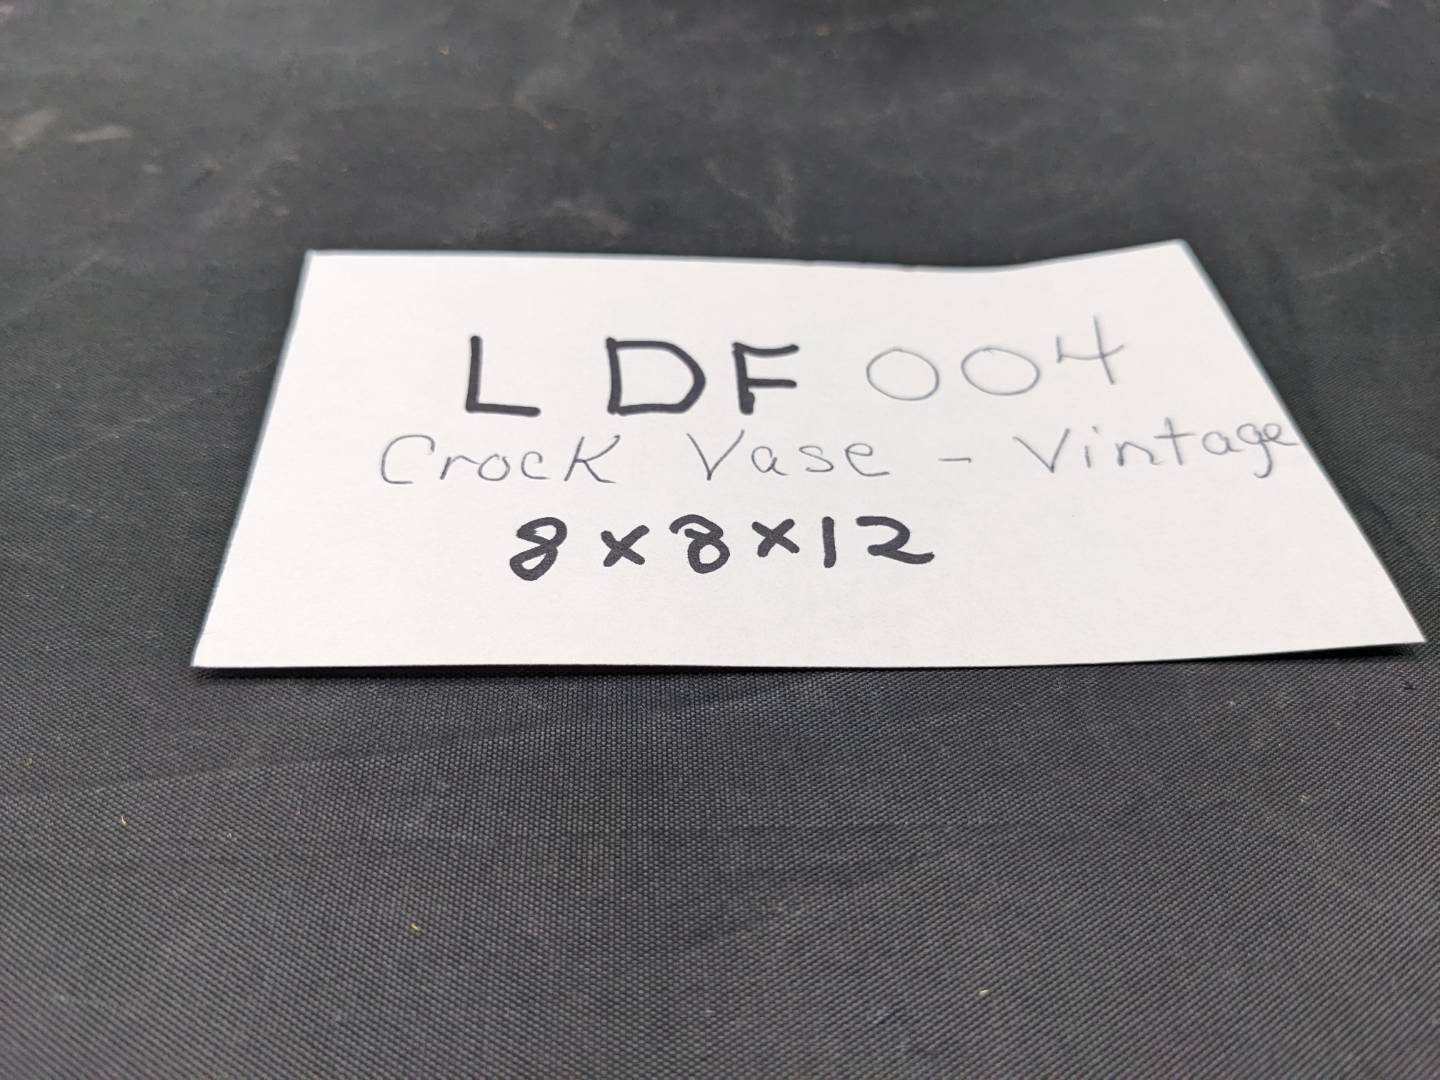 LDF 004
Crock Vase - Vintage
8x8x12